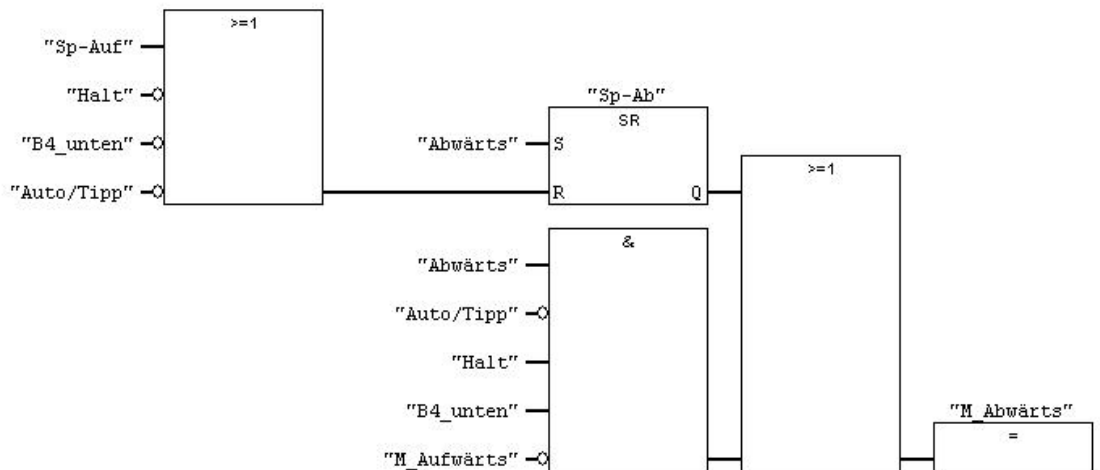 >=1
"Sp-Auf"
"Halt"
"B4_unten"
"Auto/Tipp"
"Sp-Ab"
SR
"Abwärts" S
R Q
>=1
&
"Abwärts"
"Auto/Tipp"
"Halt"
"B4_unten"
"M_Aufwärts"
"M_Abwärts"
=